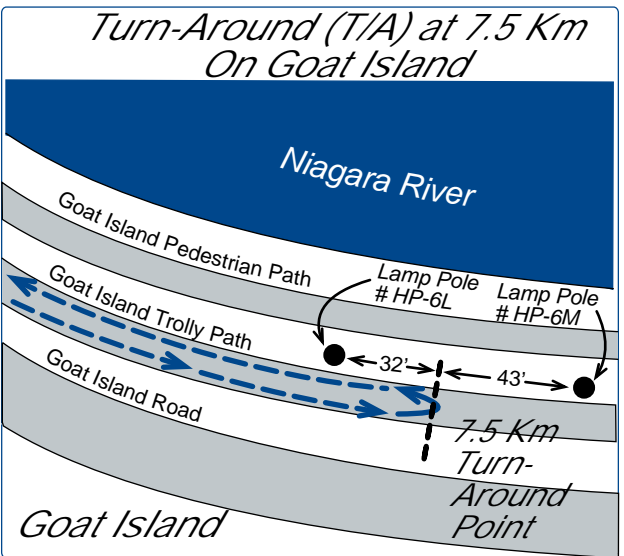 Turn-Around (T/A) at 7.5 Km
On Goat Island
Niagara River
Goat Island Pedestrian Path
Lamp Pole
# HP-6L
Lamp Pole
# HP-6M
Goat Island Trolly Path
32'
43'
Goat Island Road
7.5 Km
Turn-
Around
Point
Goat Island